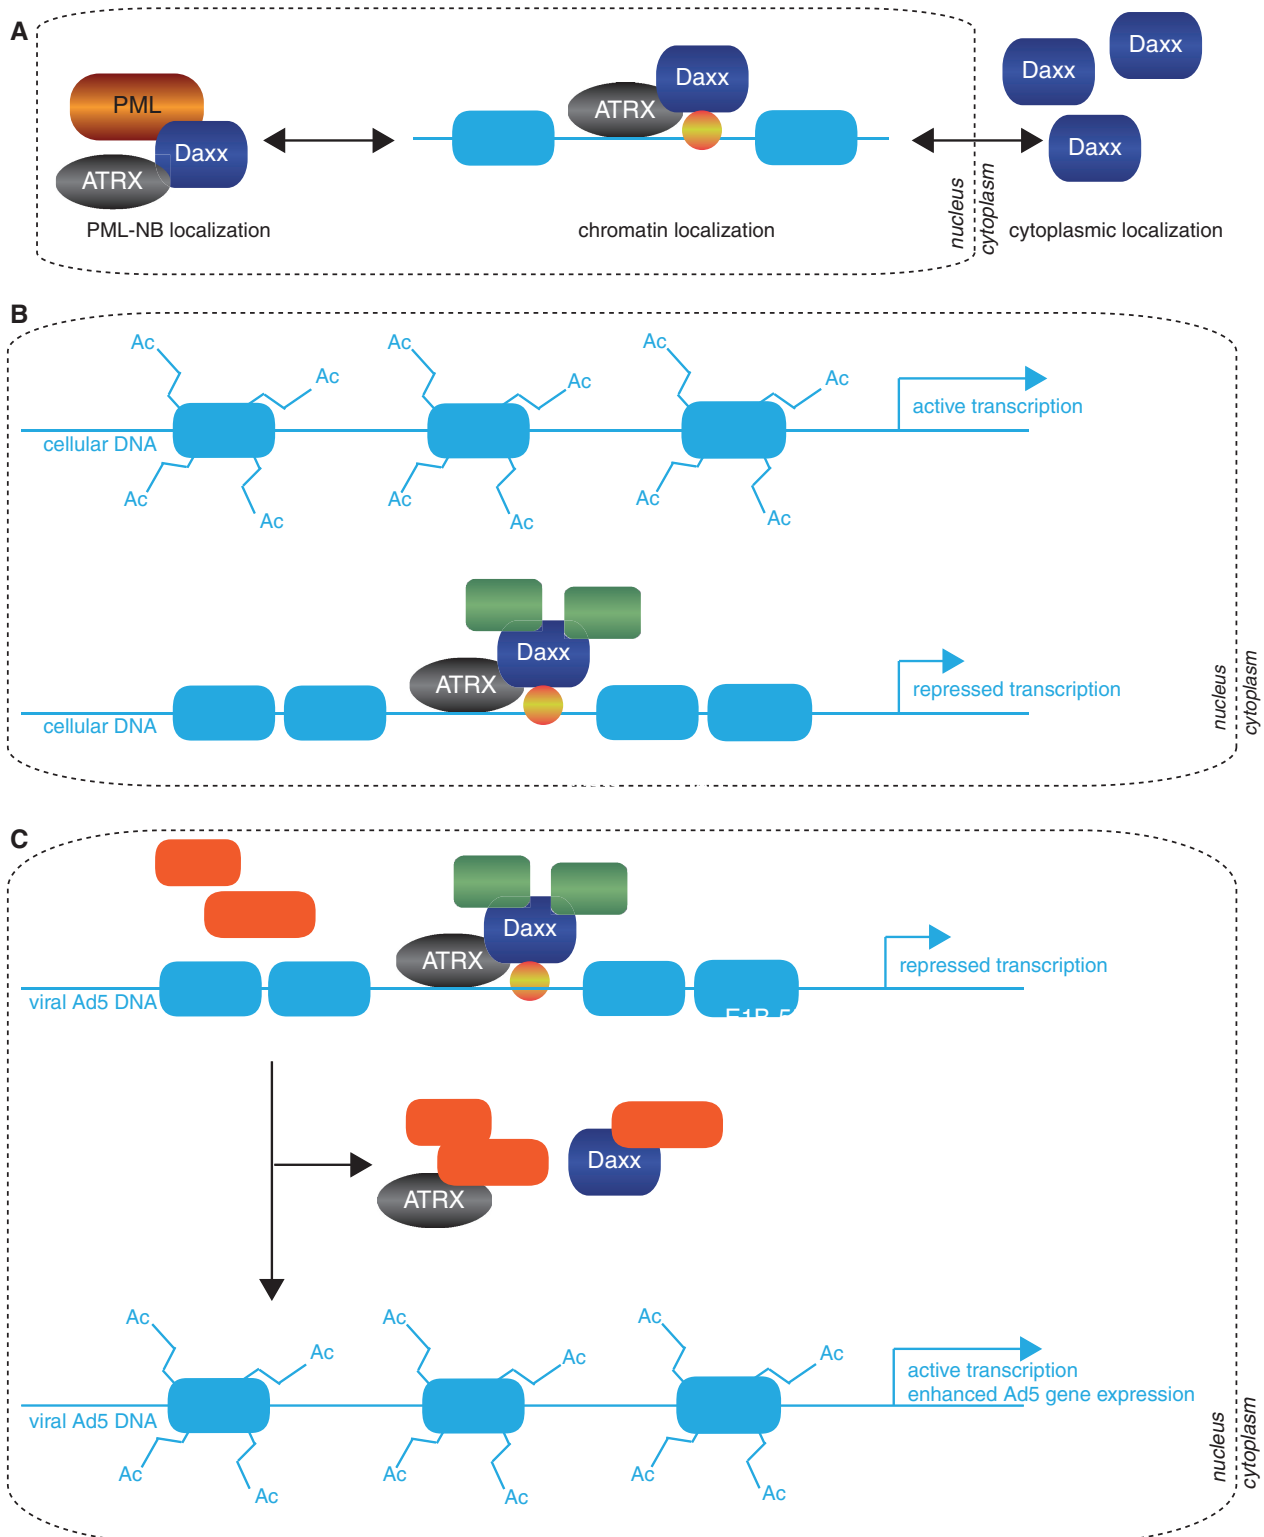 A
PML
Daxx
ATRX
PML-NB localization
ATRX
Daxx
chromatin localization
nucleus
cytoplasm
Daxx
Daxx
Daxx
cytoplasmic localization
B
Ac
Ac
Ac
Ac
Ac
Ac
Ac
Ac
Ac
Ac
Ac
Ac
cellular DNA
active transcription
Daxx
ATRX
cellular DNA
repressed transcription
nucleus
cytoplasm
C
Daxx
ATRX
viral Ad5 DNA
repressed transcription
ATRX
Daxx
Ac
Ac
Ac
Ac
Ac
Ac
Ac
Ac
Ac
Ac
Ac
Ac
viral Ad5 DNA
active transcription
enhanced Ad5 gene expression
nucleus
cytoplasm